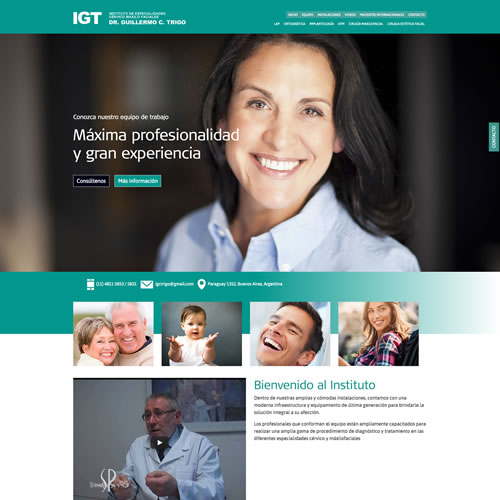 IGT
INSTITUTO DE ESPECIALIDADES
CÉRVICO MÁXILO FACIALES
DR. GUILLERMO C. TRIGO
INICIO EQUIPO INSTALACIONES VIDEOS PACIENTES INTERNACIONALES CONTACTO
LAP ORTOGNÁTICA IMPLANTOLOGÍA ATM CIRUGÍA MAXILOFACIAL CIRUGÍA ESTÉTICA FACIAL
Conozca nuestro equipo de trabajo
Máxima profesionalidad
y gran experiencia
Consúltenos
Más información
CONTACTO
(11) 4811 5853 / 5821
igctrigo@gmail.com
Paraguay 1352, Buenos Aires, Argentina
Bienvenido al Instituto
Dentro de nuestras amplias y cómodas instalaciones, contamos con una
moderna infraestructura y equipamiento de última generación para brindarle la
solución integral a su afección.
Los profesionales que conforman el equipo están ampliamente capacitados para
realizar una amplia gama de procedimiento de diagnóstico y tratamiento en las
diferentes especialidades cérvico y máxilofaciales